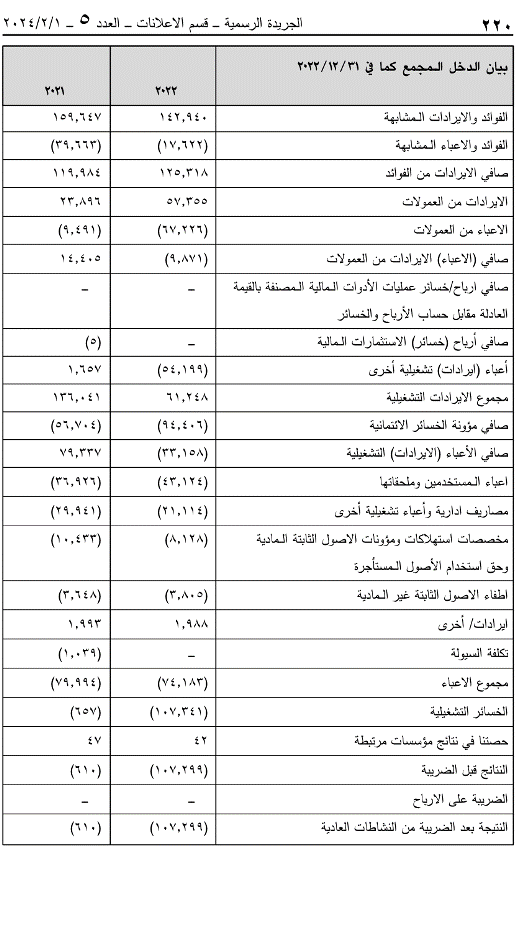 ٢٢٠ الجريدة الرسمية ــ قسم الاعلانات ــ العدد ٥ ــ ٢٠٢٤/٢/١
بيان الدخل المجمع كما في ٢٠٢٢/١٢/٣١
٢٠٢٢ ٢٠٢١
الفوائد والايرادات المشابهة ١٤٢,٩٤٠ ١٥٩,٦٤٧
الفوائد والاعباء المشابهة (١٧,٦٢٢) (٣٩,٦٦٣)
صافي الايرادات من الفوائد ١٢٥,٣١٨ ١١٩,٩٨٤
الايرادات من العمولات ٥٧,٣٥٥ ٢٣,٨٩٦
الاعباء من العمولات (٦٧,٢٢٦) (٩,٤٩١)
صافي (الاعباء) الايرادات من العمولات (٩,٨٧١) ١٤,٤٠٥
صافي ارباح/خسائر عمليات الأدوات المالية المصنفة بالقيمة
العادلة مقابل حساب الأرباح والخسائر – –
صافي أرباح (خسائر) الاستثمارات المالية – (٥)
أعباء (ايرادات) تشغيلية أخرى (٥٤,١٩٩) ١,٦٥٧
مجموع الايرادات التشغيلية ٦١,٢٤٨ ١٣٦,٠٤١
صافي مؤونة الخسائر الائتمانية (٩٤,٤٠٦) (٥٦,٧٠٤)
صافي الأعباء (الايرادات) التشغيلية (٣٣,١٥٨) ٧٩,٣٣٧
اعباء المستخدمين وملحقاتها (٤٣,١٢٤) (٣٦,٩٢٦)
مصاريف ادارية وأعباء تشغيلية أخرى (٢١,١١٤) (٢٩,٩٤١)
مخصصات استهلاكات ومؤونات الاصول الثابتة المادية
وحق استخدام الأصول المستأجرة (٨,١٢٨) (١٠,٤٣٣)
اطفاء الاصول الثابتة غير المادية (٣,٨٠٥) (٣,٦٤٨)
ايرادات/ أخرى ١,٩٨٨ ١,٩٩٣
تكلفة السيولة – (١,٠٣٩)
مجموع الاعباء (٧٤,١٨٣) (٧٩,٩٩٤)
الخسائر التشغيلية (١٠٧,٣٤١) (٦٥٧)
حصتنا في نتائج مؤسسات مرتبطة ٤٢ ٤٧
النتائج قبل الضريبة (١٠٧,٢٩٩) (٦١٠)
الضريبة على الارباح – –
النتيجة بعد الضريبة من النشاطات العادية (١٠٧,٢٩٩) (٦١٠)